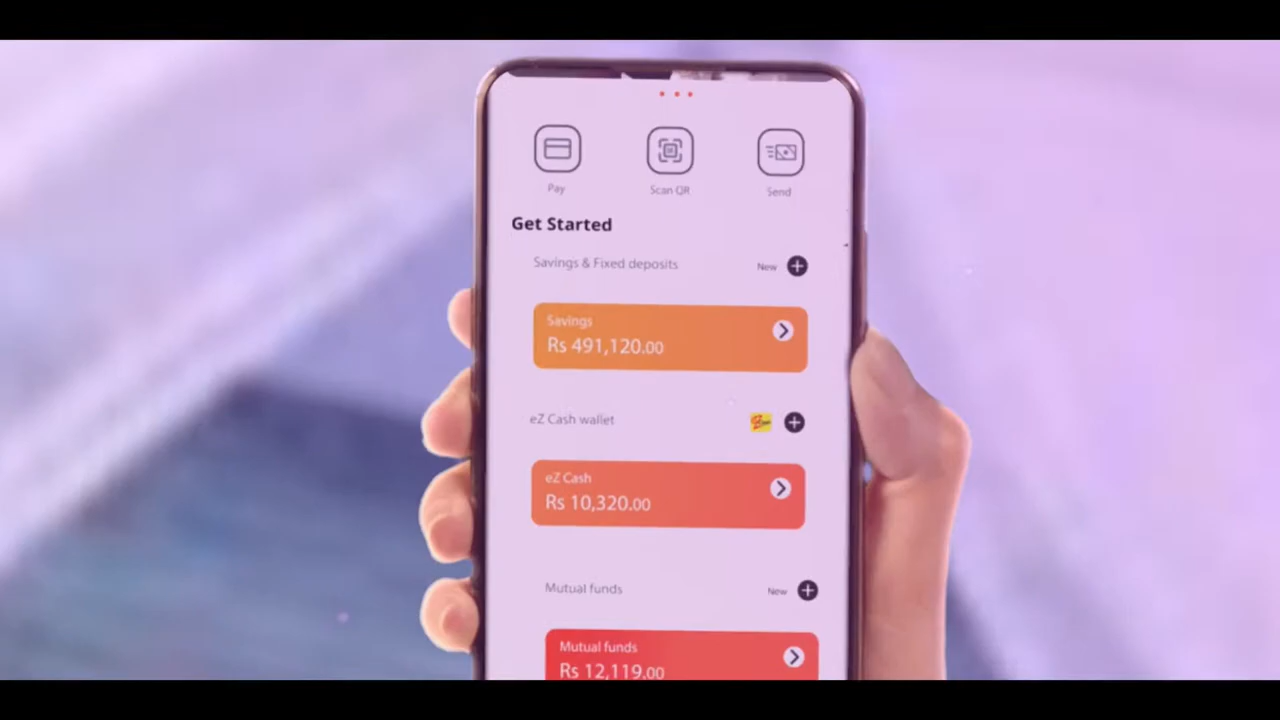 Pay
Scan QR
Send
Get Started
Savings & Fixed deposits
New
Savings
Rs 491,120.00
eZ Cash wallet
eZ Cash
Rs 10,320.00
Mutual funds
New
Mutual funds
Rs 12,119.00